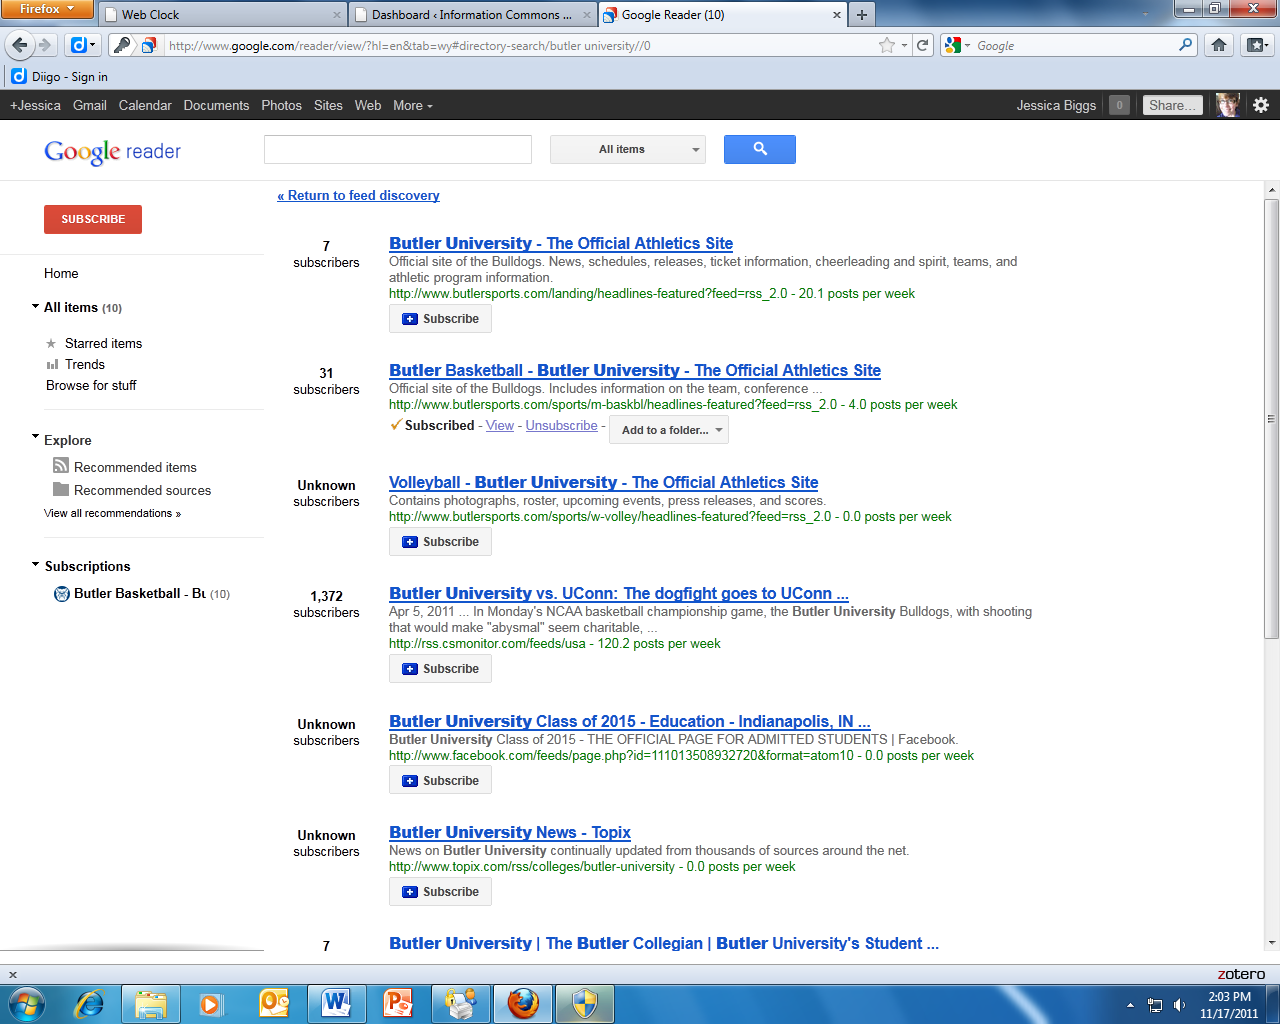 Firefox
Web Clock
Dashboard ‹ Information Commons ...
Google Reader (10)
http://www.google.com/reader/view/?hl=en&tab=wy#directory-search/butler university//0
Google
Diigo - Sign in
+Jessica Gmail Calendar Documents Photos Sites Web More
Jessica Biggs 0 Share...
Google reader
All items
« Return to feed discovery
SUBSCRIBE
Home
All items (10)
Starred items
Trends
Browse for stuff
Explore
Recommended items
Recommended sources
View all recommendations »
Subscriptions
Butler Basketball - Bu (10)
7
subscribers
Butler University - The Official Athletics Site
Official site of the Bulldogs. News, schedules, releases, ticket information, cheerleading and spirit, teams, and
athletic program information.
http://www.butlersports.com/landing/headlines-featured?feed=rss_2.0 - 20.1 posts per week
Subscribe
31
subscribers
Butler Basketball - Butler University - The Official Athletics Site
Official site of the Bulldogs. Includes information on the team, conference ...
http://www.butlersports.com/sports/m-baskbl/headlines-featured?feed=rss_2.0 - 4.0 posts per week
Subscribed - View - Unsubscribe - Add to a folder...
Unknown
subscribers
Volleyball - Butler University - The Official Athletics Site
Contains photographs, roster, upcoming events, press releases, and scores.
http://www.butlersports.com/sports/w-volley/headlines-featured?feed=rss_2.0 - 0.0 posts per week
Subscribe
1,372
subscribers
Butler University vs. UConn: The dogfight goes to UConn ...
Apr 5, 2011 ... In Monday's NCAA basketball championship game, the Butler University Bulldogs, with shooting
that would make "abysmal" seem charitable, ...
http://rss.csmonitor.com/feeds/usa - 120.2 posts per week
Subscribe
Unknown
subscribers
Butler University Class of 2015 - Education - Indianapolis, IN ...
Butler University Class of 2015 - THE OFFICIAL PAGE FOR ADMITTED STUDENTS | Facebook.
http://www.facebook.com/feeds/page.php?id=111013508932720&format=atom10 - 0.0 posts per week
Subscribe
Unknown
subscribers
Butler University News - Topix
News on Butler University continually updated from thousands of sources around the net.
http://www.topix.com/rss/colleges/butler-university - 0.0 posts per week
Subscribe
7
Butler University | The Butler Collegian | Butler University's Student ...
zotero
2:03 PM
11/17/2011